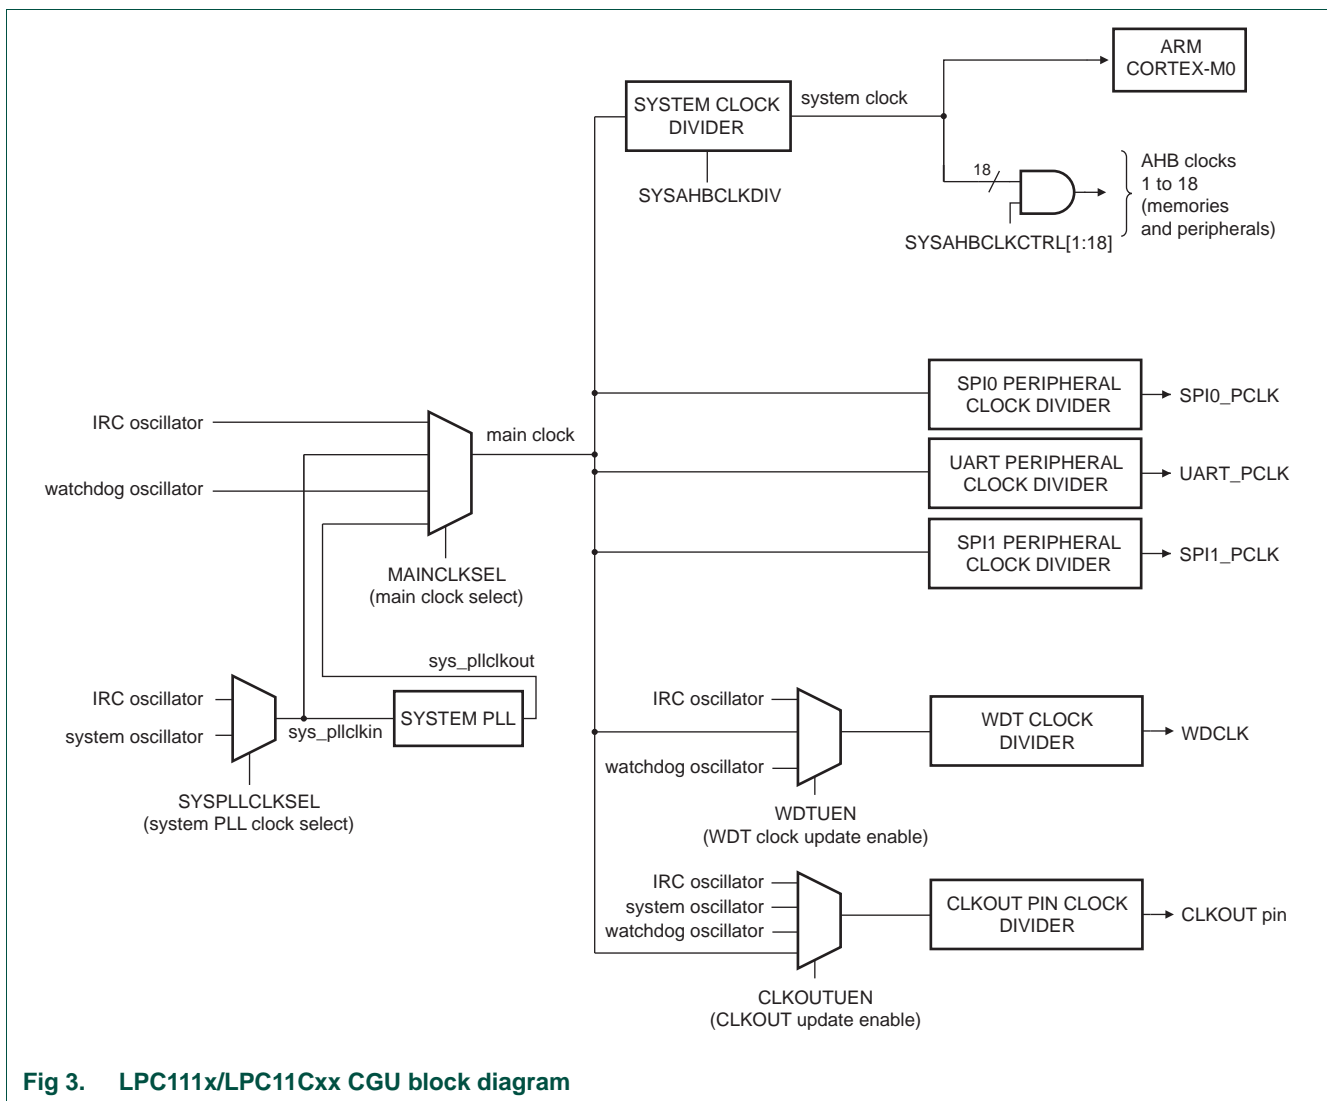 ARM
CORTEX-M0
SYSTEM CLOCK
DIVIDER
system clock
SYSAHBCLKDIV
18
AHB clocks
1 to 18
(memories
and peripherals)
SYSAHBCLKCTRL[1:18]
SPI0 PERIPHERAL
CLOCK DIVIDER
SPI0_PCLK
IRC oscillator
main clock
UART PERIPHERAL
CLOCK DIVIDER
UART_PCLK
watchdog oscillator
SPI1 PERIPHERAL
CLOCK DIVIDER
SPI1_PCLK
MAINCLKSEL
(main clock select)
sys_pllclkout
IRC oscillator
system oscillator
sys_pllclkin
SYSTEM PLL
SYSPLLCLKSEL
(system PLL clock select)
IRC oscillator
watchdog oscillator
WDT CLOCK
DIVIDER
WDCLK
WDTUEN
(WDT clock update enable)
IRC oscillator
system oscillator
watchdog oscillator
CLKOUT PIN CLOCK
DIVIDER
CLKOUT pin
CLKOUTUEN
(CLKOUT update enable)
Fig 3. LPC111x/LPC11Cxx CGU block diagram